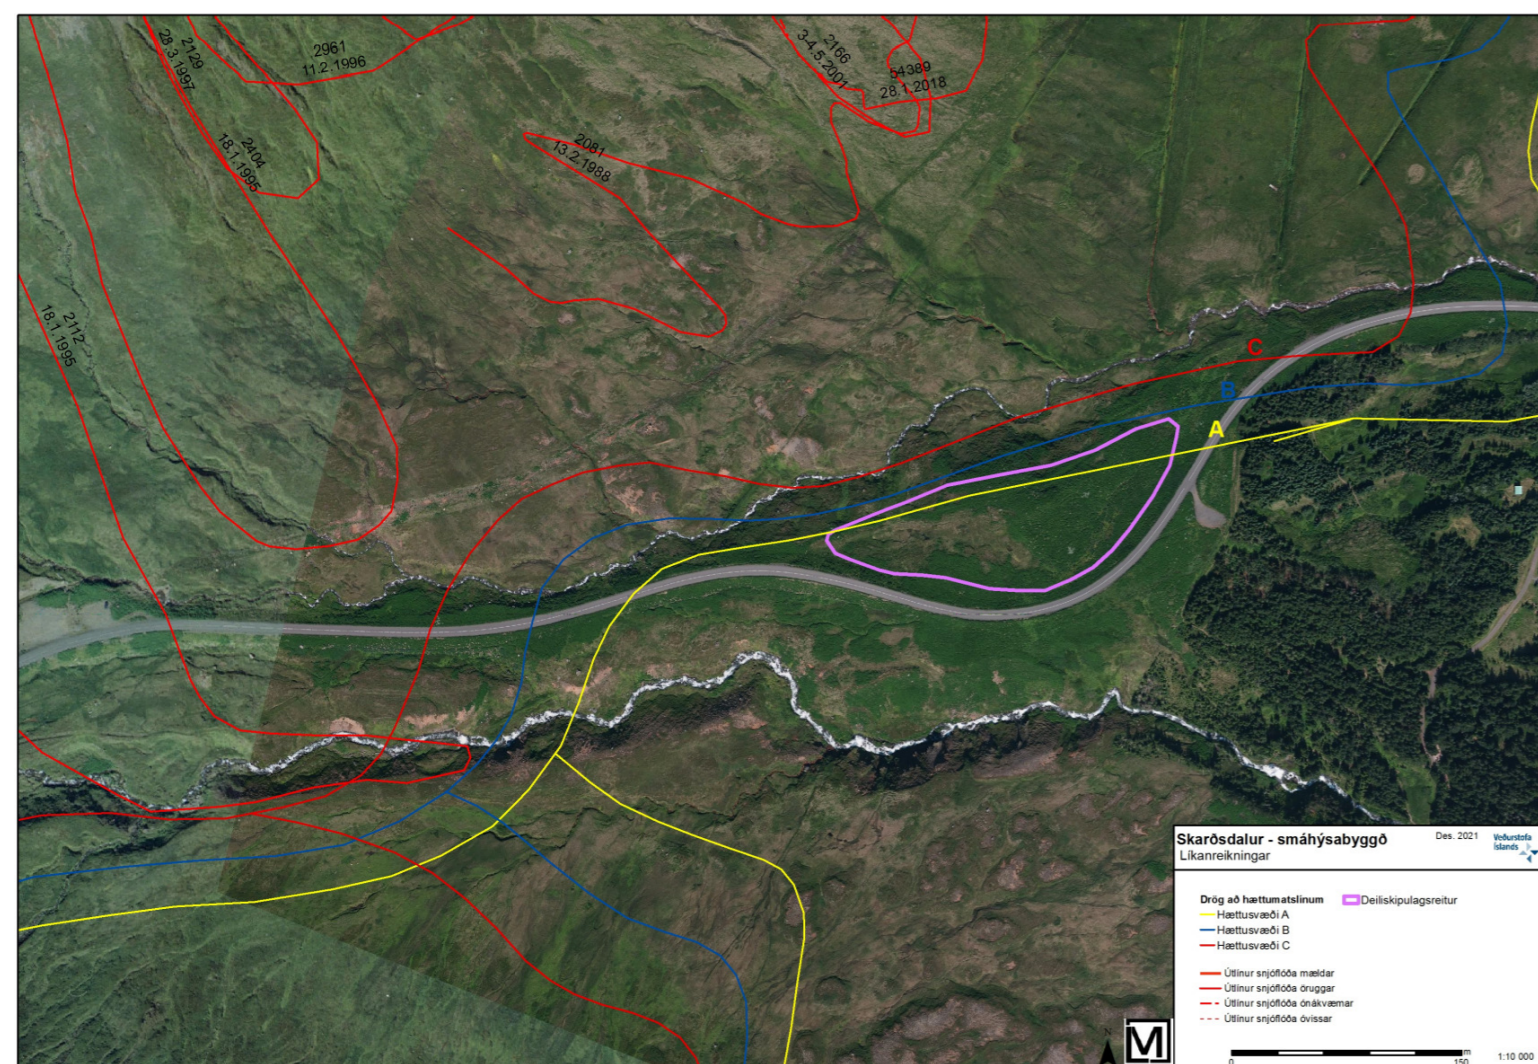 2961
11.2.1996
2129
28.3.1997
2166
3-4.5.2001
54389
28.1.2018
2404
18.1.1995
2081
13.2.1988
2112
18.1.1995
C
B
A
Skarðsdalur - smáhýsabyggð
Des. 2021
Veðurstofa
Íslands
Líkanreikningar
Drög að hættumatslínum
Deiliskipulagsreitur
Hættusvæði A
Hættusvæði B
Hættusvæði C
Útlínur snjóflóða mældar
Útlínur snjóflóða öruggar
Útlínur snjóflóða ónákvæmar
Útlínur snjóflóða óvissar
N
M
m
0
150
1:10 000